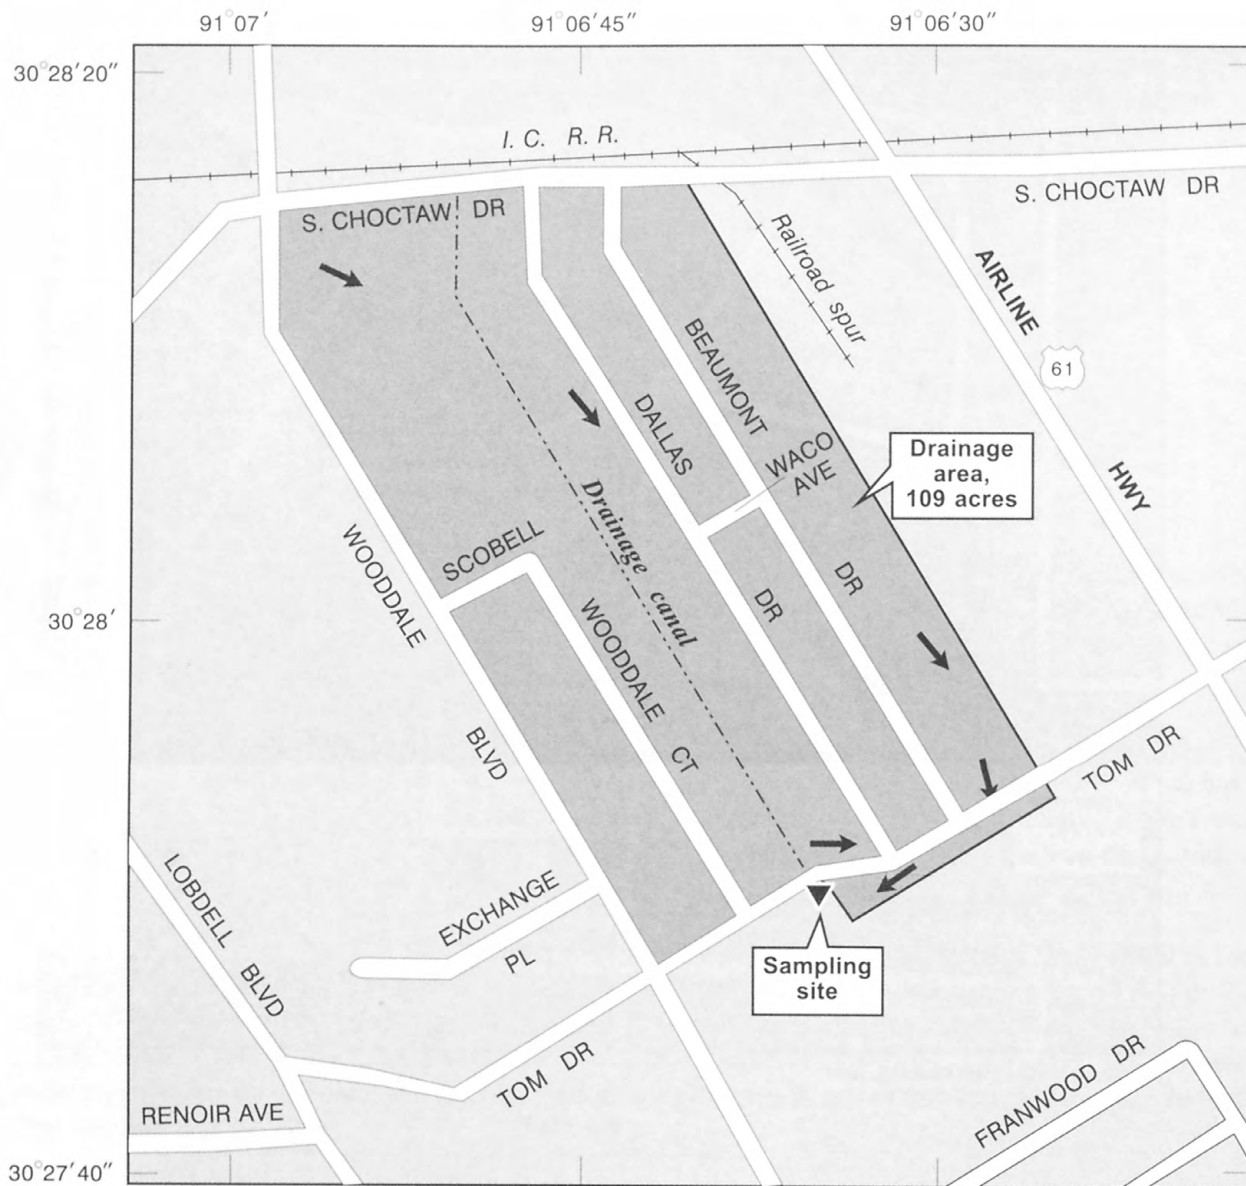 91°07′
91°06′45″
91°06′30″
30°28′20″
I. C. R. R.
S. CHOCTAW DR
S. CHOCTAW DR
Railroad spur
AIRLINE
HWY
61
BEAUMONT
DR
DALLAS
DR
WACO
AVE
Drainage
area,
109 acres
Drainage canal
SCOBELL
WOODDALE
BLVD
WOODDALE
CT
30°28′
TOM DR
LOBDELL
BLVD
EXCHANGE
PL
Sampling
site
TOM DR
RENOIR AVE
FRANWOOD DR
30°27′40″